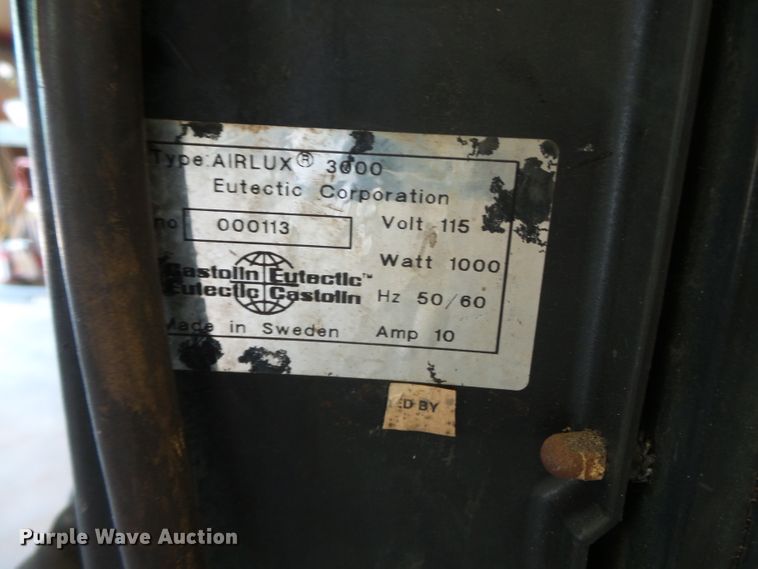 Type: AIRLUX® 3000
Eutectic Corporation
no 000113
Volt 115
Watt 1000
Castolin Eutectic™
Eutectic Castolin
Hz 50/60
Made in Sweden
Amp 10
ED BY
Purple Wave Auction®